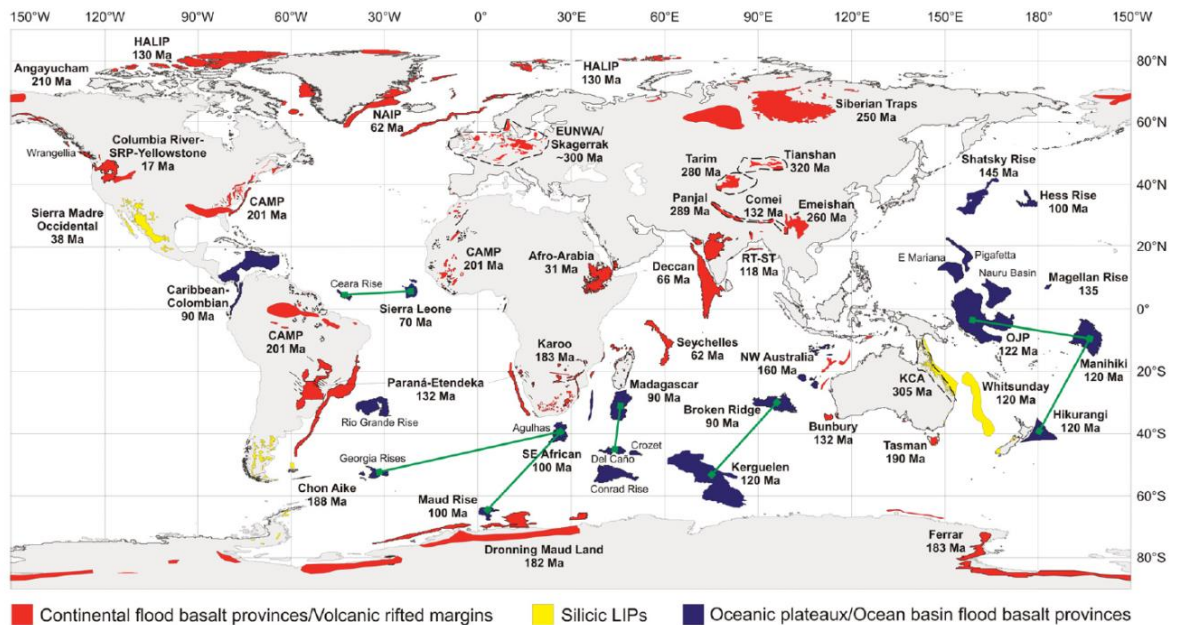 150°W 120°W 90°W 60°W 30°W 0° 30°E 60°E 90°E 120°E 150°E 180° 150°W
HALIP
130 Ma
Angayucham
210 Ma
NAIP
62 Ma
HALIP
130 Ma
80°N
Siberian Traps
250 Ma
60°N
Wrangellia
Columbia River-
SRP-Yellowstone
17 Ma
EUNWA/
Skagerrak
~300 Ma
Tarim
280 Ma
Tianshan
320 Ma
Shatsky Rise
145 Ma
Hess Rise
100 Ma
40°N
Sierra Madre
Occidental
38 Ma
CAMP
201 Ma
Panjal
289 Ma
Comei
132 Ma
Emeishan
260 Ma
CAMP
201 Ma
Afro-Arabia
31 Ma
Deccan
66 Ma
RT-ST
118 Ma
E Mariana
Pigafetta
Nauru Basin
20°N
Magellan Rise
135
Caribbean-
Colombian
90 Ma
Ceara Rise
Sierra Leone
70 Ma
0°
CAMP
201 Ma
Karoo
183 Ma
Seychelles
62 Ma
NW Australia
160 Ma
OJP
122 Ma
Manihiki
120 Ma
Paraná-Etendeka
132 Ma
Madagascar
90 Ma
Broken Ridge
90 Ma
KCA
305 Ma
Whitsunday
120 Ma
20°S
Rio Grande Rise
Agulhas
Bunbury
132 Ma
Hikurangi
120 Ma
40°S
Georgia Rises
SE African
100 Ma
Del Caño
Crozet
Conrad Rise
Kerguelen
120 Ma
Tasman
190 Ma
Chon Aike
188 Ma
Maud Rise
100 Ma
60°S
Dronning Maud Land
182 Ma
Ferrar
183 Ma
80°S
Continental flood basalt provinces/Volcanic rifted margins
Silicic LIPs
Oceanic plateaux/Ocean basin flood basalt provinces